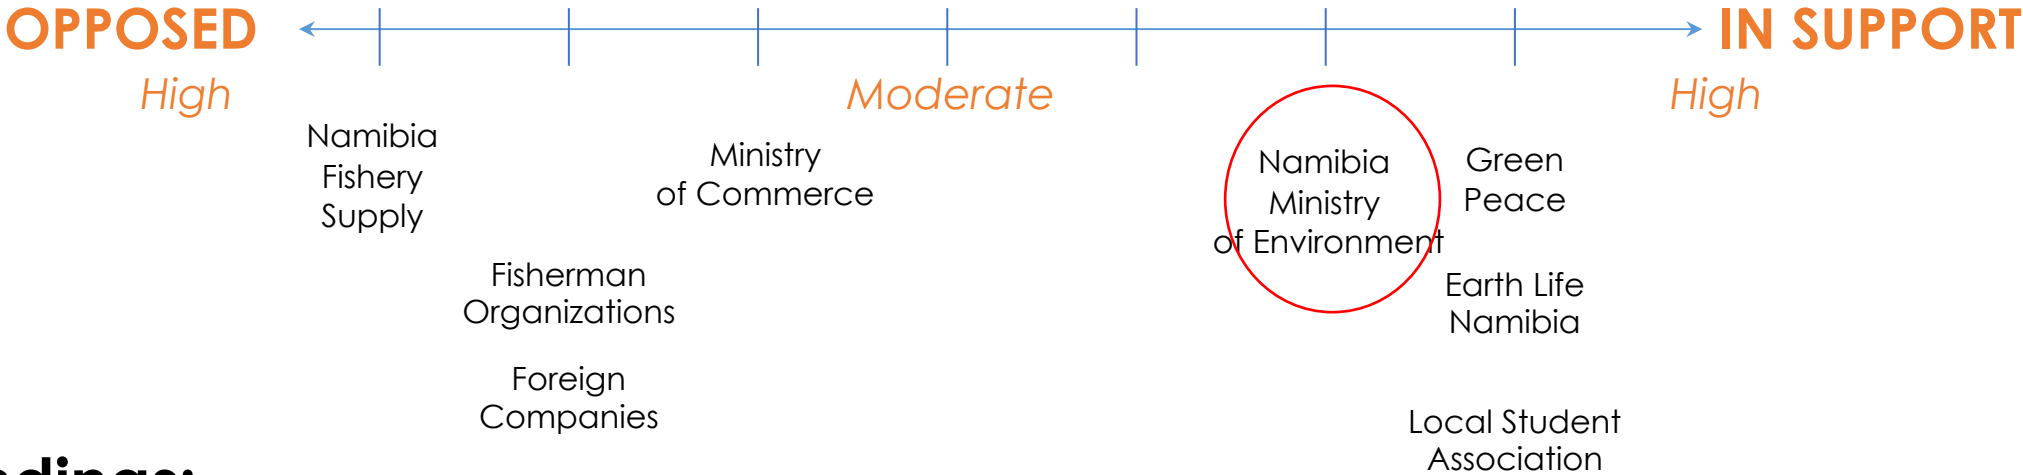 OPPOSED
IN SUPPORT
High
Moderate
High
Namibia
Fishery
Supply
Ministry
of Commerce
Namibia
Ministry
of Environment
Green
Peace
Fisherman
Organizations
Earth Life
Namibia
Foreign
Companies
Local Student
Association